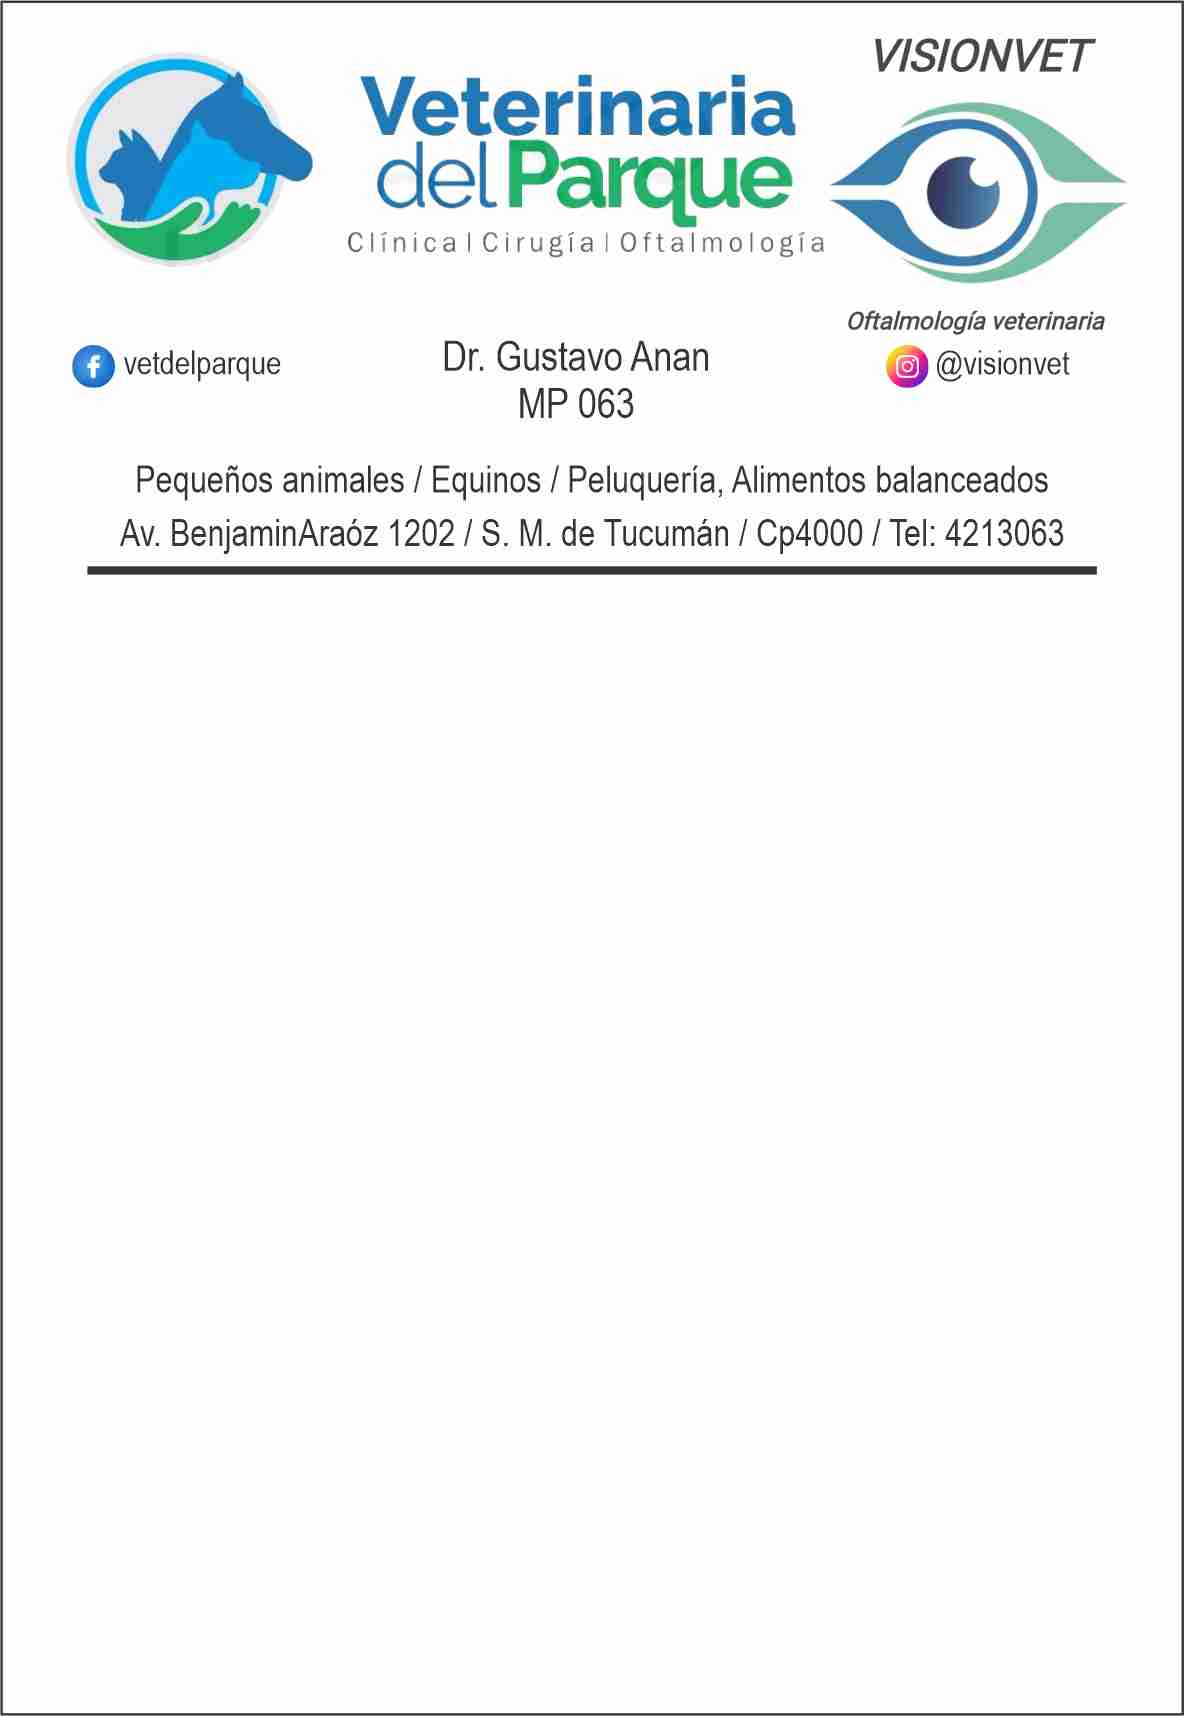 VISIONVET
Veterinaria
del Parque
Clínica | Cirugía | Oftalmología
Oftalmología veterinaria
vetdelparque
Dr. Gustavo Anan
@visionvet
MP 063
Pequeños animales / Equinos / Peluquería, Alimentos balanceados
Av. BenjaminAraóz 1202 / S. M. de Tucumán / Cp4000 / Tel: 4213063